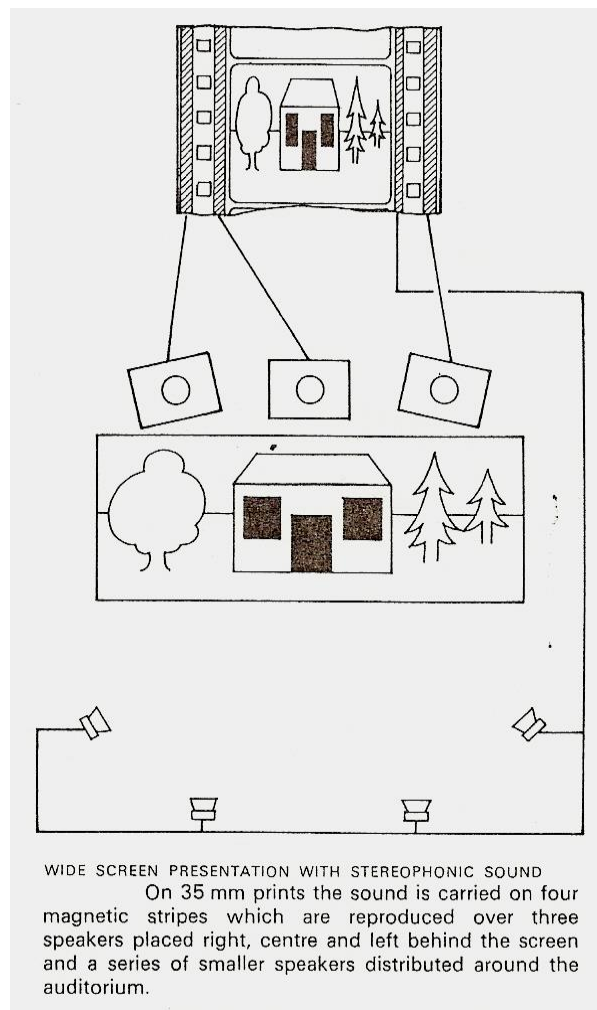 WIDE SCREEN PRESENTATION WITH STEREOPHONIC SOUND
On 35 mm prints the sound is carried on four
magnetic stripes which are reproduced over three
speakers placed right, centre and left behind the screen
and a series of smaller speakers distributed around the
auditorium.